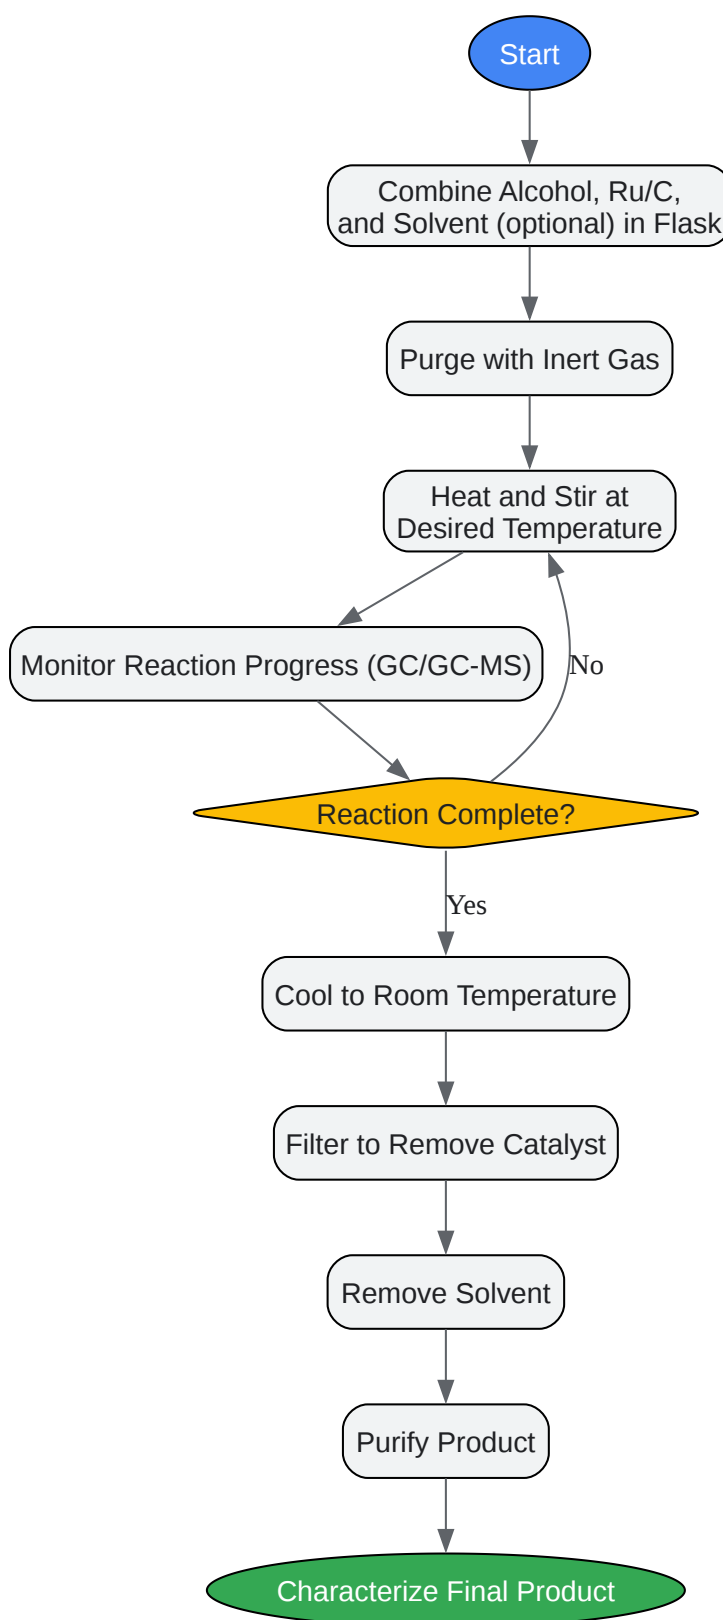 Start
Combine Alcohol, Ru/C,
and Solvent (optional) in Flask
Purge with Inert Gas
Heat and Stir at
Desired Temperature
Monitor Reaction Progress (GC/GC-MS)
No
Reaction Complete?
Yes
Cool to Room Temperature
Filter to Remove Catalyst
Remove Solvent
Purify Product
Characterize Final Product